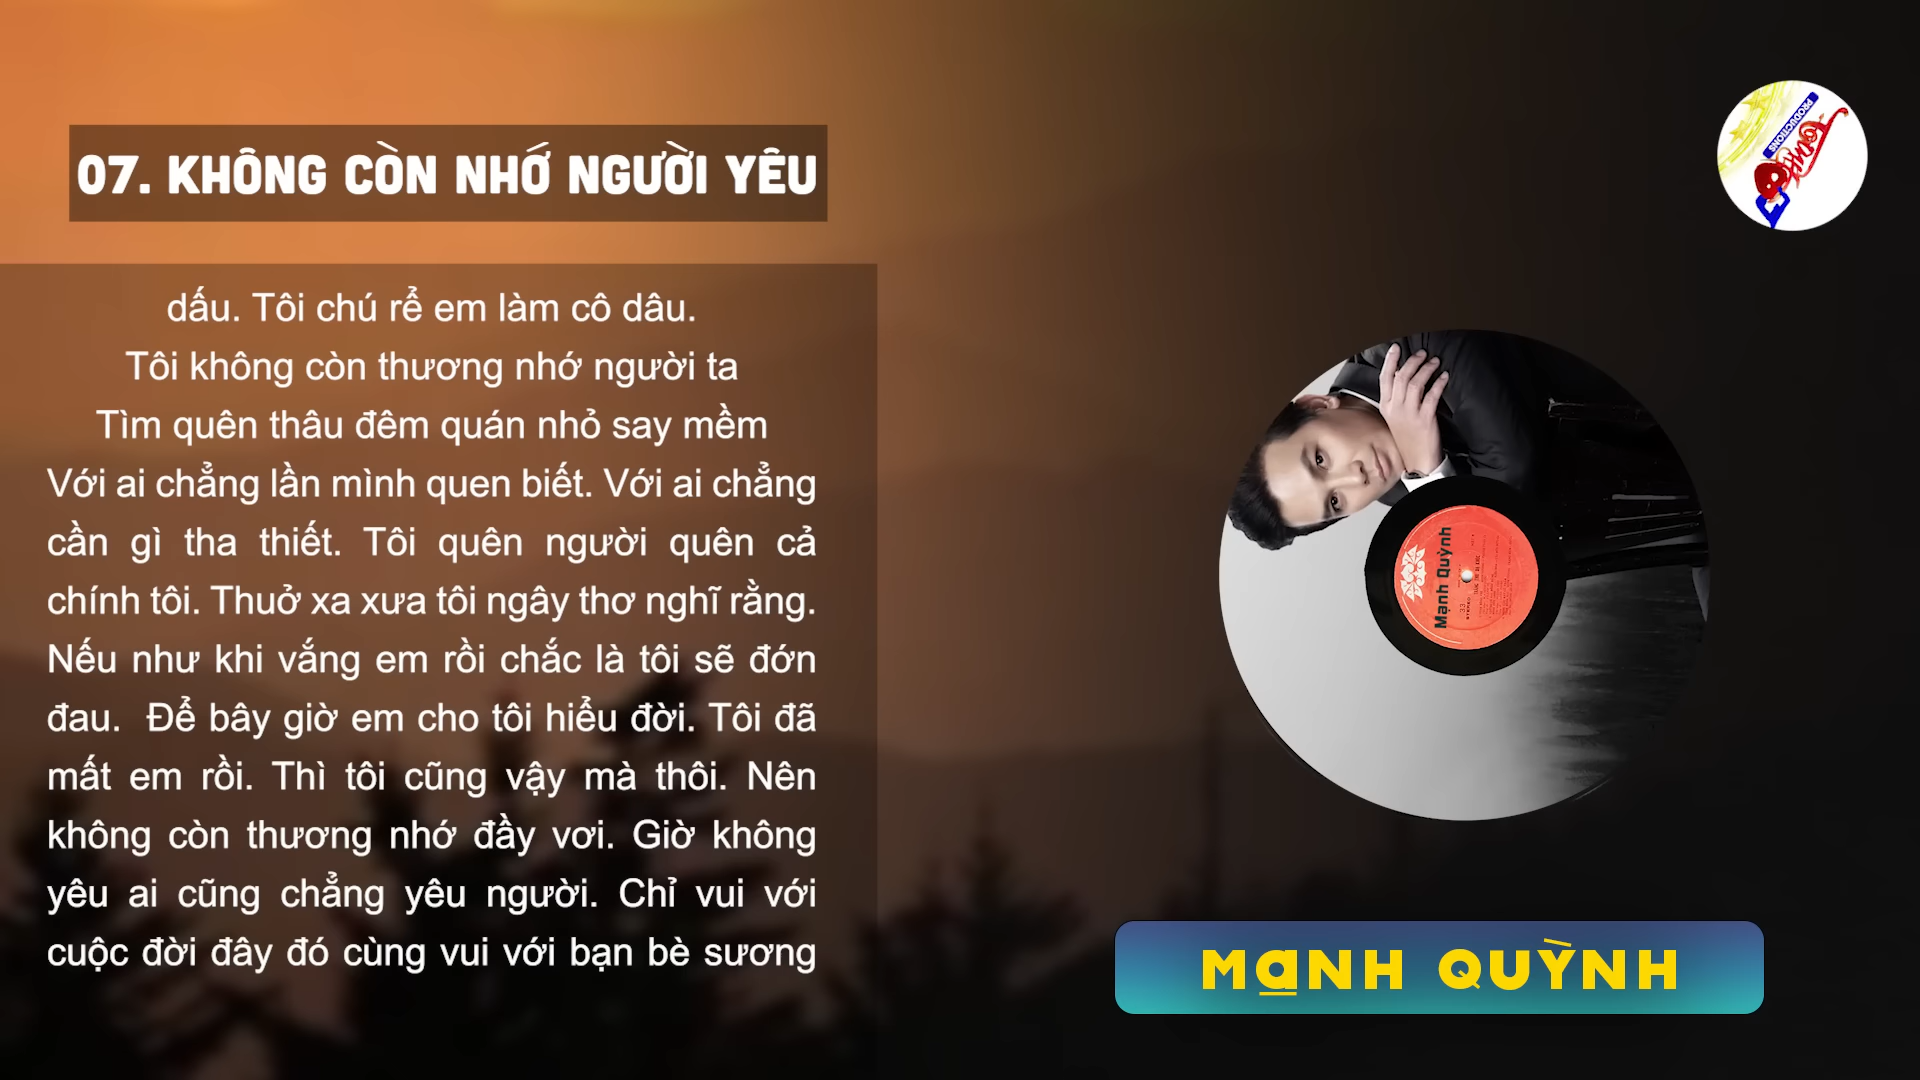 07. KHÔNG CÒN NHỚ NGƯỜI YÊU
dấu. Tôi chú rể em làm cô dâu.
Tôi không còn thương nhớ người ta
Tìm quên thâu đêm quán nhỏ say mềm
Với ai chẳng lần mình quen biết. Với ai chẳng
cần gì tha thiết. Tôi quên người quên cả
chính tôi. Thuở xa xưa tôi ngây thơ nghĩ rằng.
Nếu như khi vắng em rồi chắc là tôi sẽ đớn
đau. Để bây giờ em cho tôi hiểu đời. Tôi đã
mất em rồi. Thì tôi cũng vậy mà thôi. Nên
không còn thương nhớ đầy vơi. Giờ không
yêu ai cũng chẳng yêu người. Chỉ vui với
cuộc đời đây đó cùng vui với bạn bè sương
PRODUCTIONS
Mạnh Quỳnh
33
STEREO
MẠNH QUỲNH